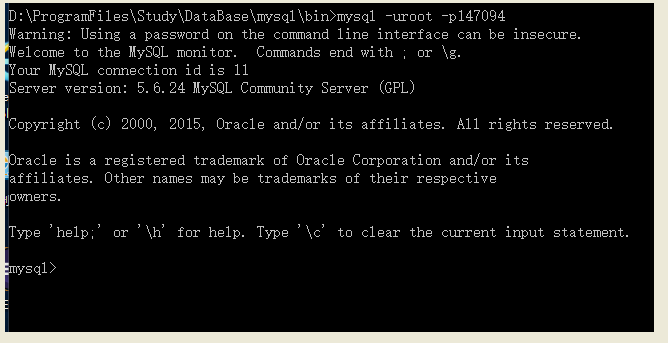 D:\ProgramFiles\Study\DataBase\mysql\bin>mysql -uroot -p147094
Warning: Using a password on the command line interface can be insecure.
Welcome to the MySQL monitor.  Commands end with ; or \g.
Your MySQL connection id is 11
Server version: 5.6.24 MySQL Community Server (GPL)
Copyright (c) 2000, 2015, Oracle and/or its affiliates. All rights reserved.
Oracle is a registered trademark of Oracle Corporation and/or its
affiliates. Other names may be trademarks of their respective
owners.
Type 'help;' or '\h' for help. Type '\c' to clear the current input statement.
mysql>